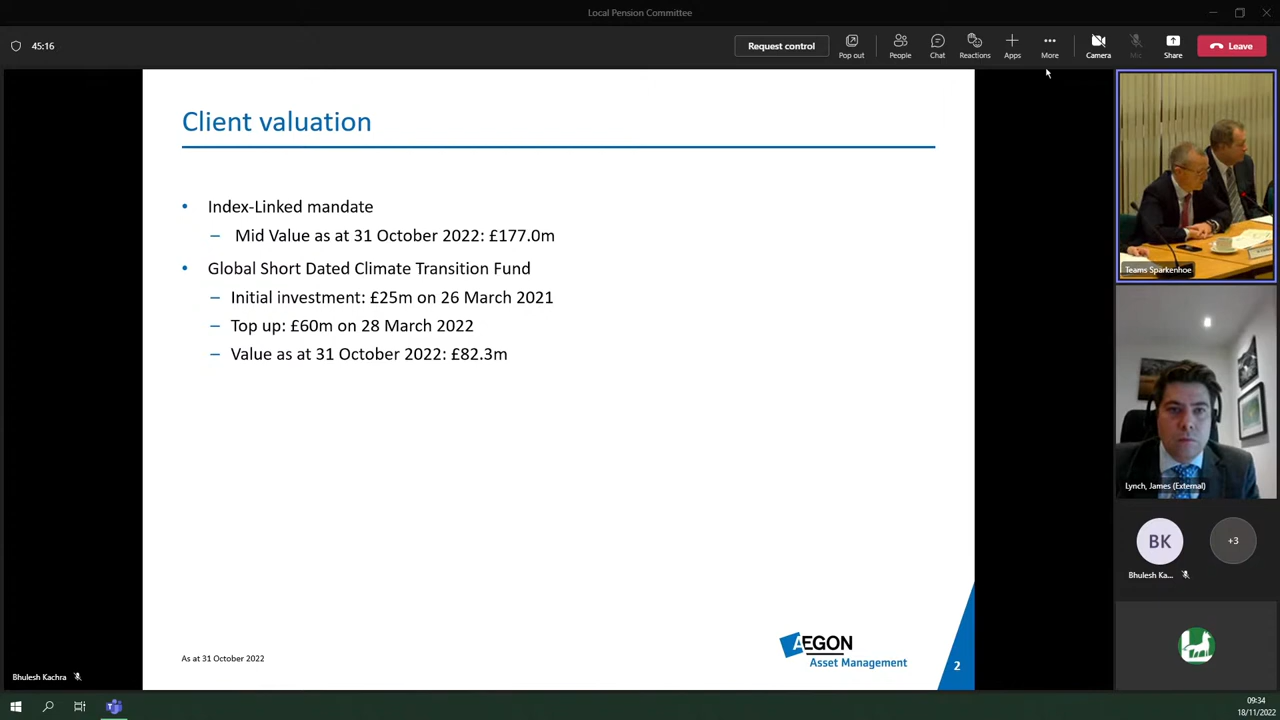 Local Pension Committee
45:16
Request control
Pop out
People
Chat
Reactions
Apps
More
Camera
Mic
Share
Leave
Client valuation
• Index-Linked mandate
– Mid Value as at 31 October 2022: £177.0m
• Global Short Dated Climate Transition Fund
– Initial investment: £25m on 26 March 2021
– Top up: £60m on 28 March 2022
– Value as at 31 October 2022: £82.3m
As at 31 October 2022
AEGON
Asset Management
2
Teams Sparkenhoe
Lynch, James (External)
BK
+3
Bhulesh Ka...
Bhulesh Kachra
09:34
18/11/2022